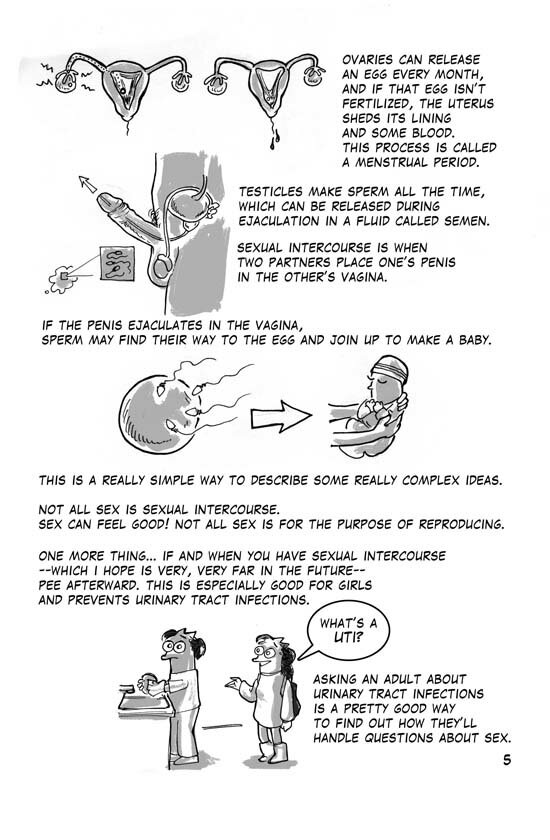 OVARIES CAN RELEASE
AN EGG EVERY MONTH,
AND IF THAT EGG ISN'T
FERTILIZED, THE UTERUS
SHEDS ITS LINING
AND SOME BLOOD.
THIS PROCESS IS CALLED
A MENSTRUAL PERIOD.
TESTICLES MAKE SPERM ALL THE TIME,
WHICH CAN BE RELEASED DURING
EJACULATION IN A FLUID CALLED SEMEN.
SEXUAL INTERCOURSE IS WHEN
TWO PARTNERS PLACE ONE'S PENIS
IN THE OTHER'S VAGINA.
IF THE PENIS EJACULATES IN THE VAGINA,
SPERM MAY FIND THEIR WAY TO THE EGG AND JOIN UP TO MAKE A BABY.
THIS IS A REALLY SIMPLE WAY TO DESCRIBE SOME REALLY COMPLEX IDEAS.
NOT ALL SEX IS SEXUAL INTERCOURSE.
SEX CAN FEEL GOOD! NOT ALL SEX IS FOR THE PURPOSE OF REPRODUCING.
ONE MORE THING... IF AND WHEN YOU HAVE SEXUAL INTERCOURSE
--WHICH I HOPE IS VERY, VERY FAR IN THE FUTURE--
PEE AFTERWARD. THIS IS ESPECIALLY GOOD FOR GIRLS
AND PREVENTS URINARY TRACT INFECTIONS.
WHAT'S A
UTI?
ASKING AN ADULT ABOUT
URINARY TRACT INFECTIONS
IS A PRETTY GOOD WAY
TO FIND OUT HOW THEY'LL
HANDLE QUESTIONS ABOUT SEX.
5